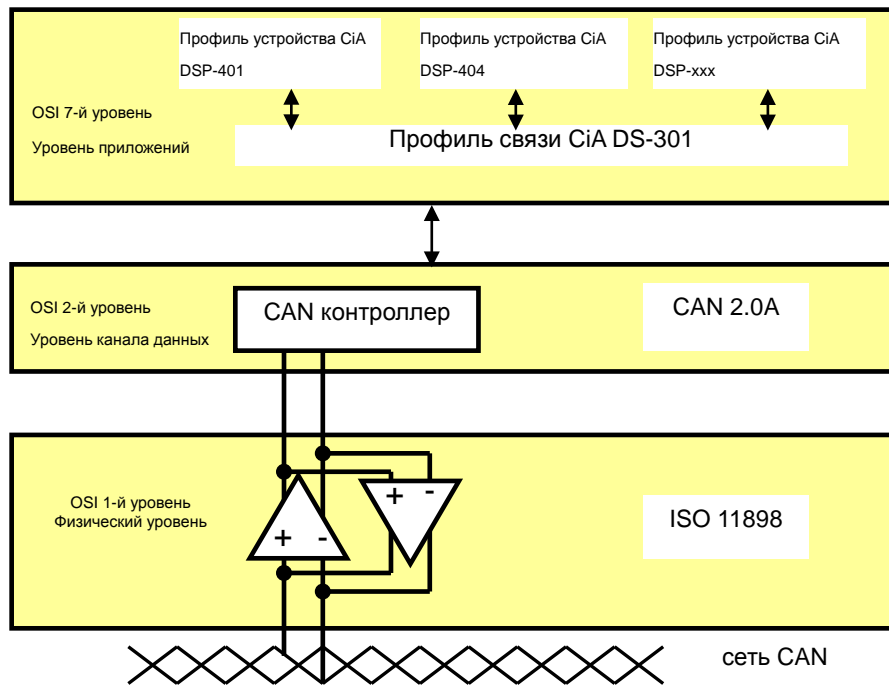 Профиль устройства CiA
DSP-401
Профиль устройства CiA
DSP-404
Профиль устройства CiA
DSP-xxx
OSI 7-й уровень
Уровень приложений
Профиль связи CiA DS-301
OSI 2-й уровень
Уровень канала данных
CAN контроллер
CAN 2.0A
OSI 1-й уровень
Физический уровень
+ -
+ -
ISO 11898
сеть CAN